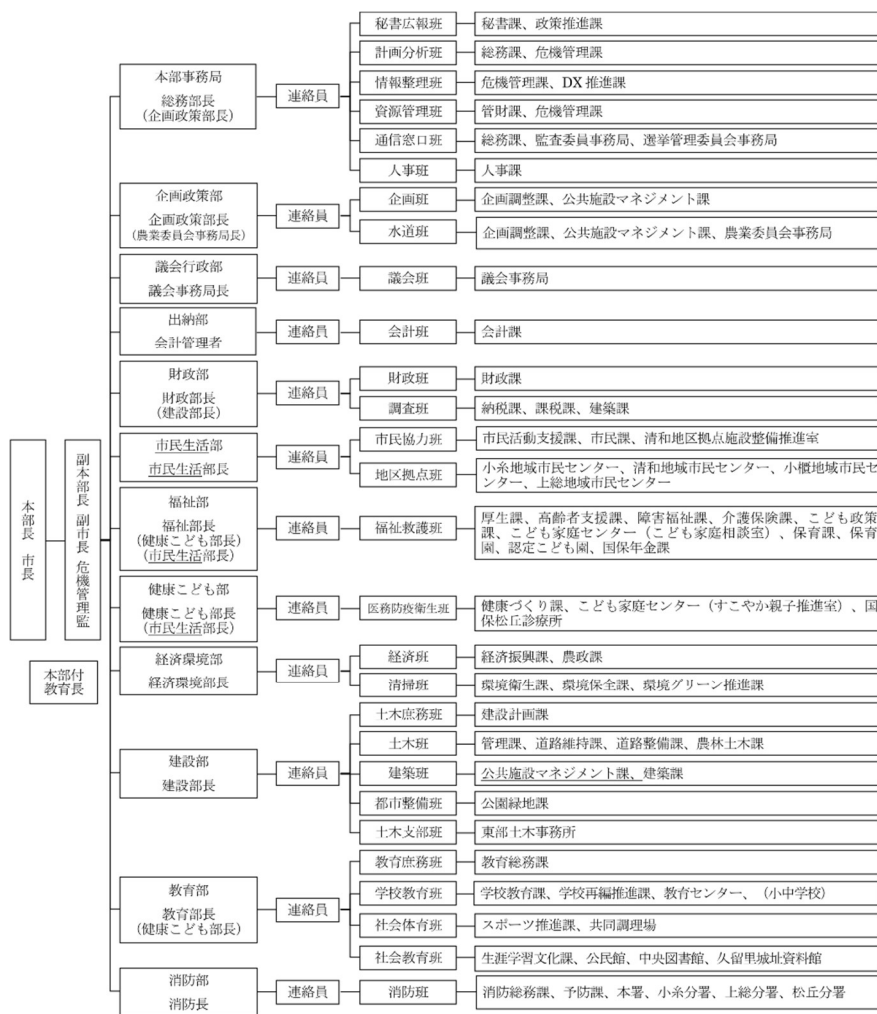 本部長 市長
副本部長 副市長 危機管理監
本部付
教育長
本部事務局
総務部長
(企画政策部長)
連絡員
秘書広報班
秘書課、政策推進課
計画分析班
総務課、危機管理課
情報整理班
危機管理課、DX 推進課
資源管理班
管財課、危機管理課
通信窓口班
総務課、監査委員事務局、選挙管理委員会事務局
人事班
人事課
企画政策部
企画政策部長
(農業委員会事務局長)
連絡員
企画班
企画調整課、公共施設マネジメント課
水道班
企画調整課、公共施設マネジメント課、農業委員会事務局
議会行政部
議会事務局長
連絡員
議会班
議会事務局
出納部
会計管理者
連絡員
会計班
会計課
財政部
財政部長
(建設部長)
連絡員
財政班
財政課
調査班
納税課、課税課、建築課
市民生活部
市民生活部長
連絡員
市民協力班
市民活動支援課、市民課、清和地区拠点施設整備推進室
地区拠点班
小糸地域市民センター、清和地域市民センター、小櫃地域市民セ
ンター、上総地域市民センター
福祉部
福祉部長
(健康こども部長)
(市民生活部長)
連絡員
福祉救護班
厚生課、高齢者支援課、障害福祉課、介護保険課、こども政策
課、こども家庭センター（こども家庭相談室）、保育課、保育
園、認定こども園、国保年金課
健康こども部
健康こども部長
(市民生活部長)
連絡員
医務防疫衛生班
健康づくり課、こども家庭センター（すこやか親子推進室）、国
保松丘診療所
経済環境部
経済環境部長
連絡員
経済班
経済振興課、農政課
清掃班
環境衛生課、環境保全課、環境グリーン推進課
建設部
建設部長
連絡員
土木庶務班
建設計画課
土木班
管理課、道路維持課、道路整備課、農林土木課
建築班
公共施設マネジメント課、建築課
都市整備班
公園緑地課
土木支部班
東部土木事務所
教育部
教育部長
(健康こども部長)
連絡員
教育庶務班
教育総務課
学校教育班
学校教育課、学校再編推進課、教育センター、（小中学校）
社会体育班
スポーツ推進課、共同調理場
社会教育班
生涯学習文化課、公民館、中央図書館、久留里城址資料館
消防部
消防長
連絡員
消防班
消防総務課、予防課、本署、小糸分署、上総分署、松丘分署